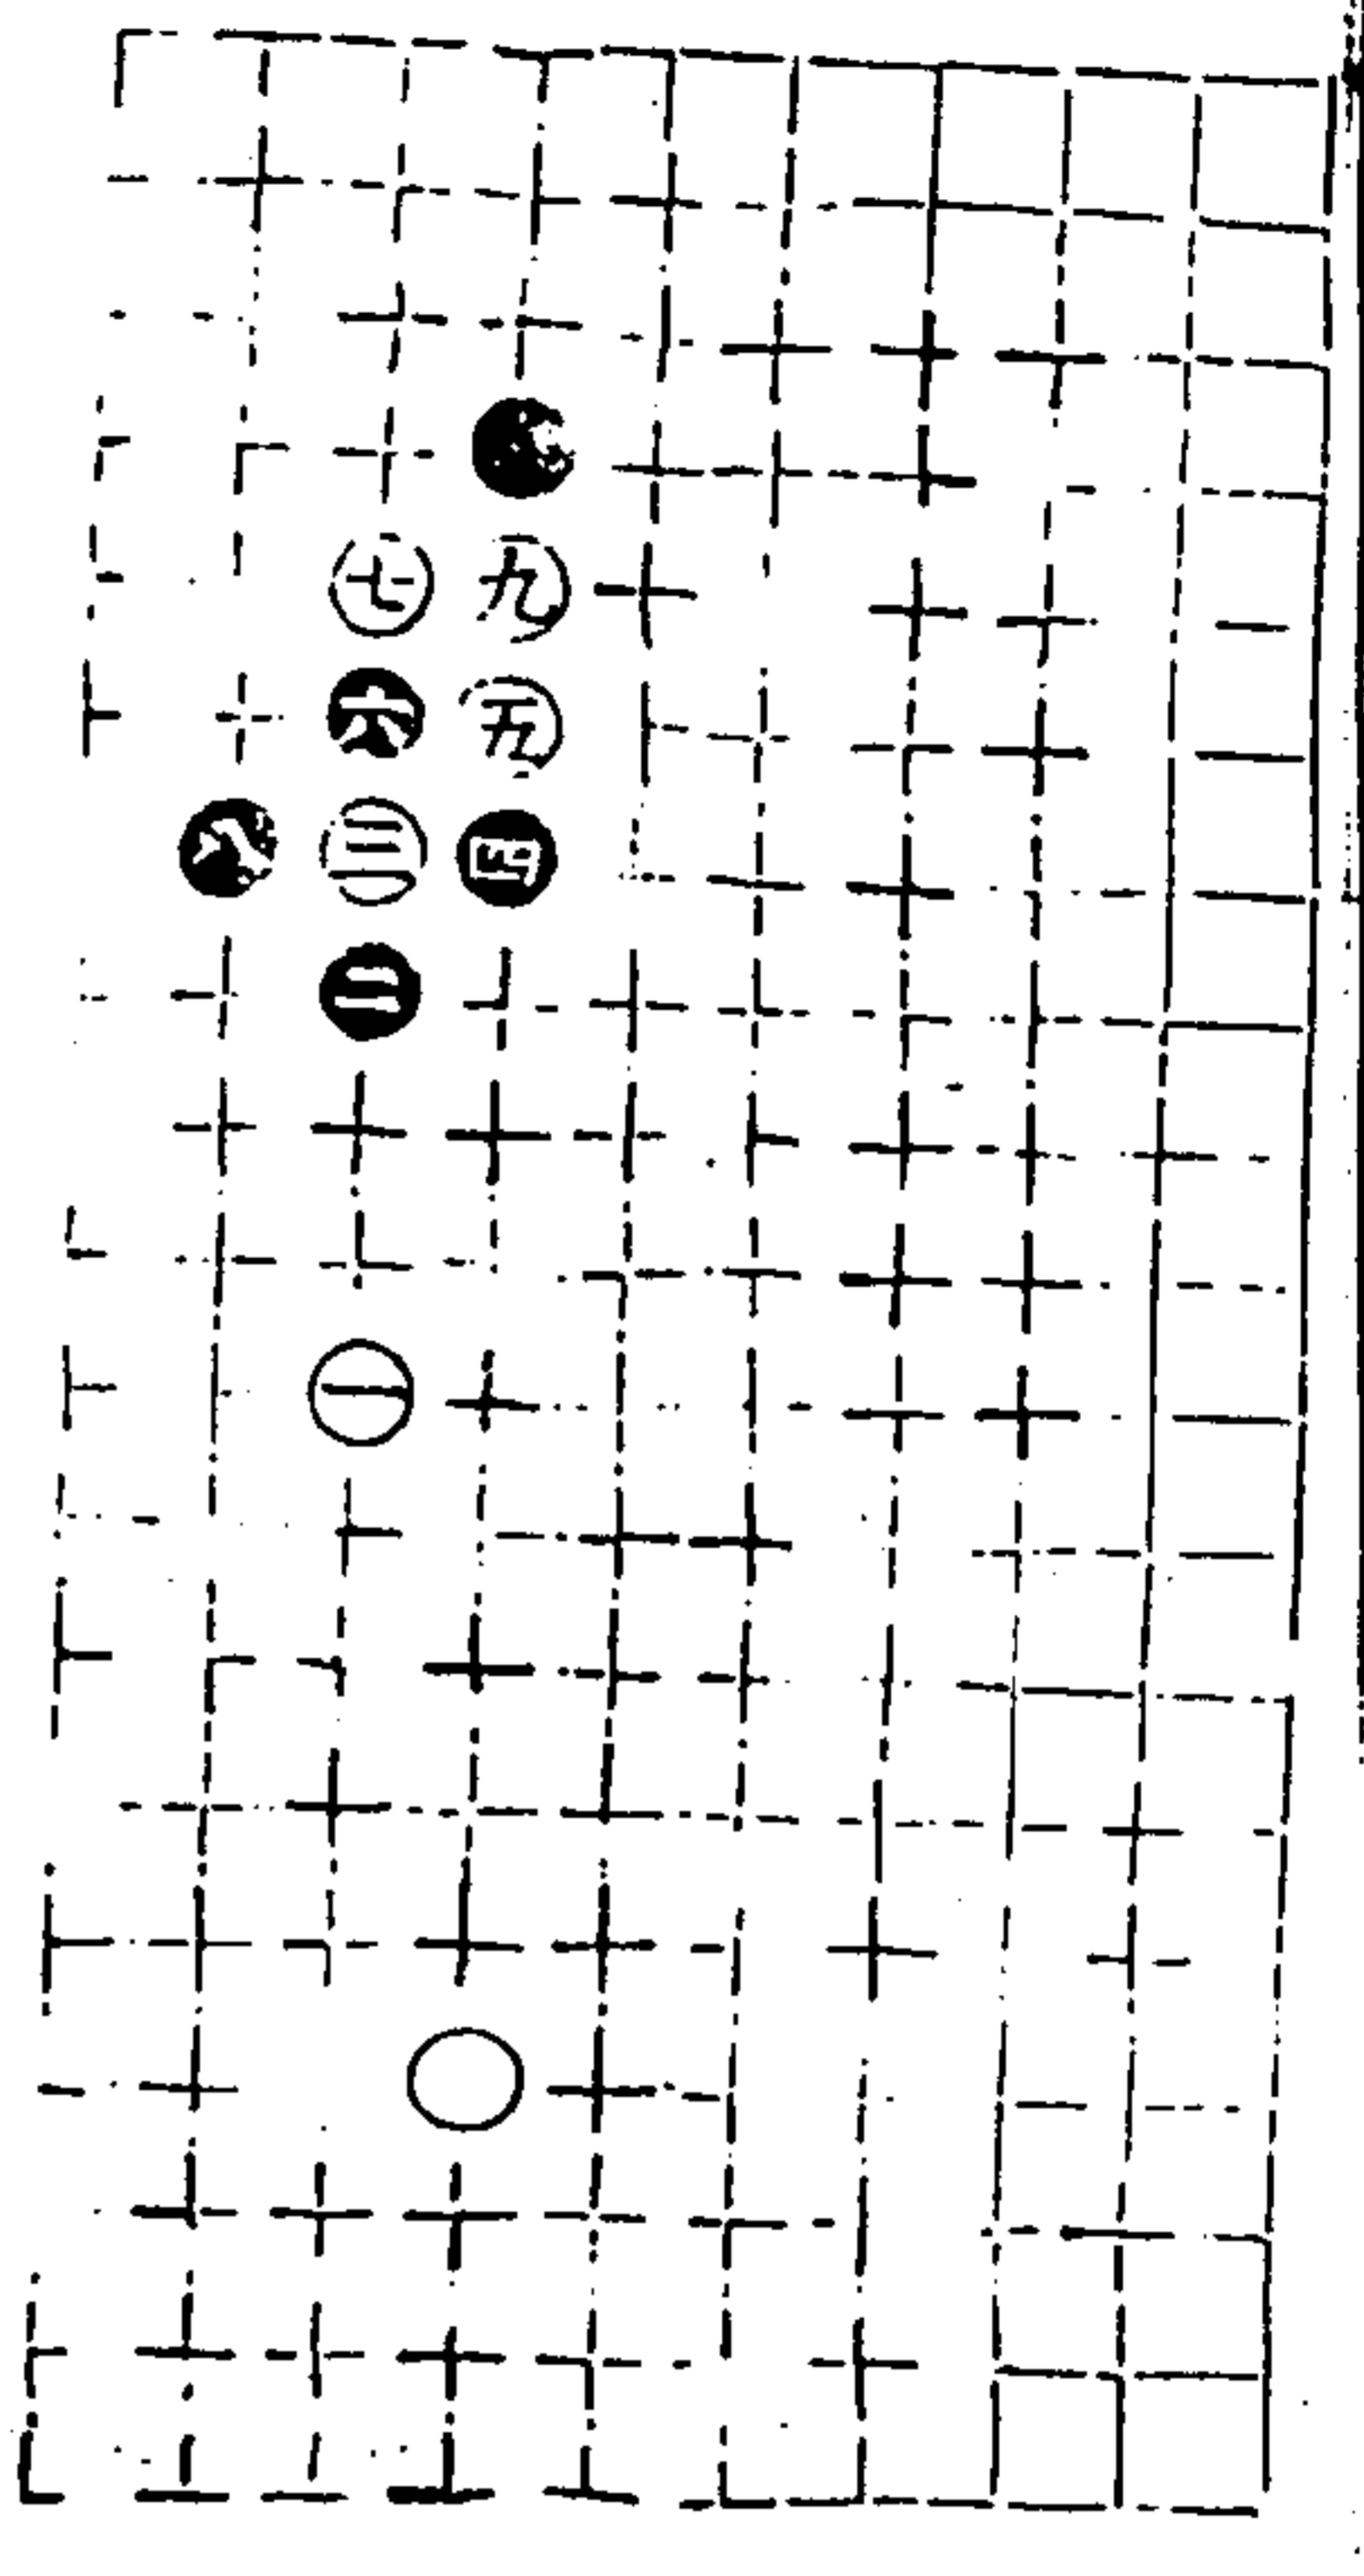 七 九
六 五
八 三 四
二
一